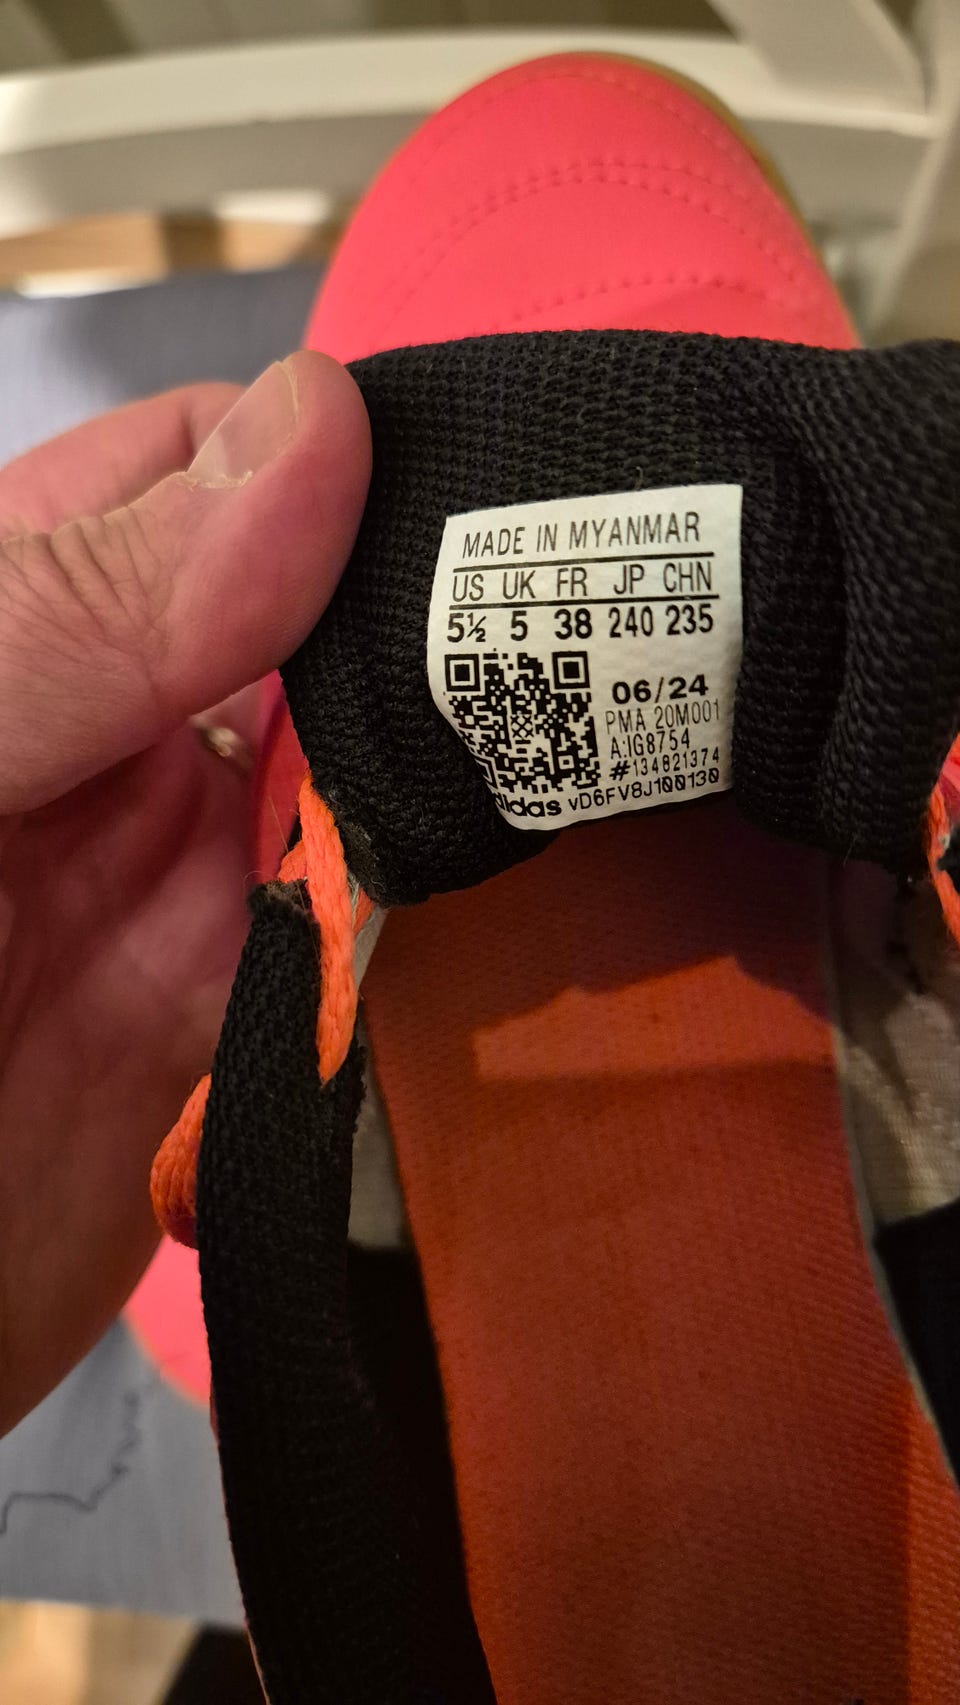 MADE IN MYANMAR
US UK FR JP CHN
5½ 5 38 240 235
06/24
PMA 20M001
A:IG8754
#134821374
adidas vD6FV8J100130